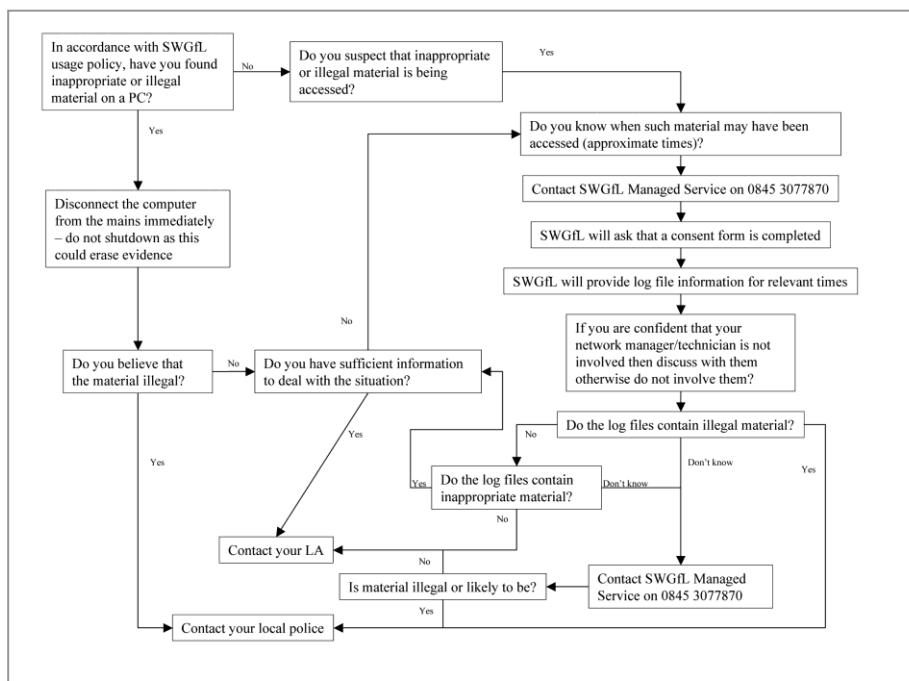 In accordance with SWGfL
usage policy, have you found
inappropriate or illegal
material on a PC?
No
Do you suspect that inappropriate
or illegal material is being
accessed?
Yes
Yes
Do you know when such material may have been
accessed (approximate times)?
Contact SWGfL Managed Service on 0845 3077870
Disconnect the computer
from the mains immediately
– do not shutdown as this
could erase evidence
SWGfL will ask that a consent form is completed
SWGfL will provide log file information for relevant times
No
If you are confident that your
network manager/technician is not
involved then discuss with them
otherwise do not involve them?
Do you believe that
the material illegal?
No
Do you have sufficient information
to deal with the situation?
Do the log files contain illegal material?
Yes
No
Don't know
Yes
Yes
Do the log files contain
inappropriate material?
Yes
Don't know
No
Contact your LA
No
Is material illegal or likely to be?
Contact SWGfL Managed
Service on 0845 3077870
Yes
Contact your local police